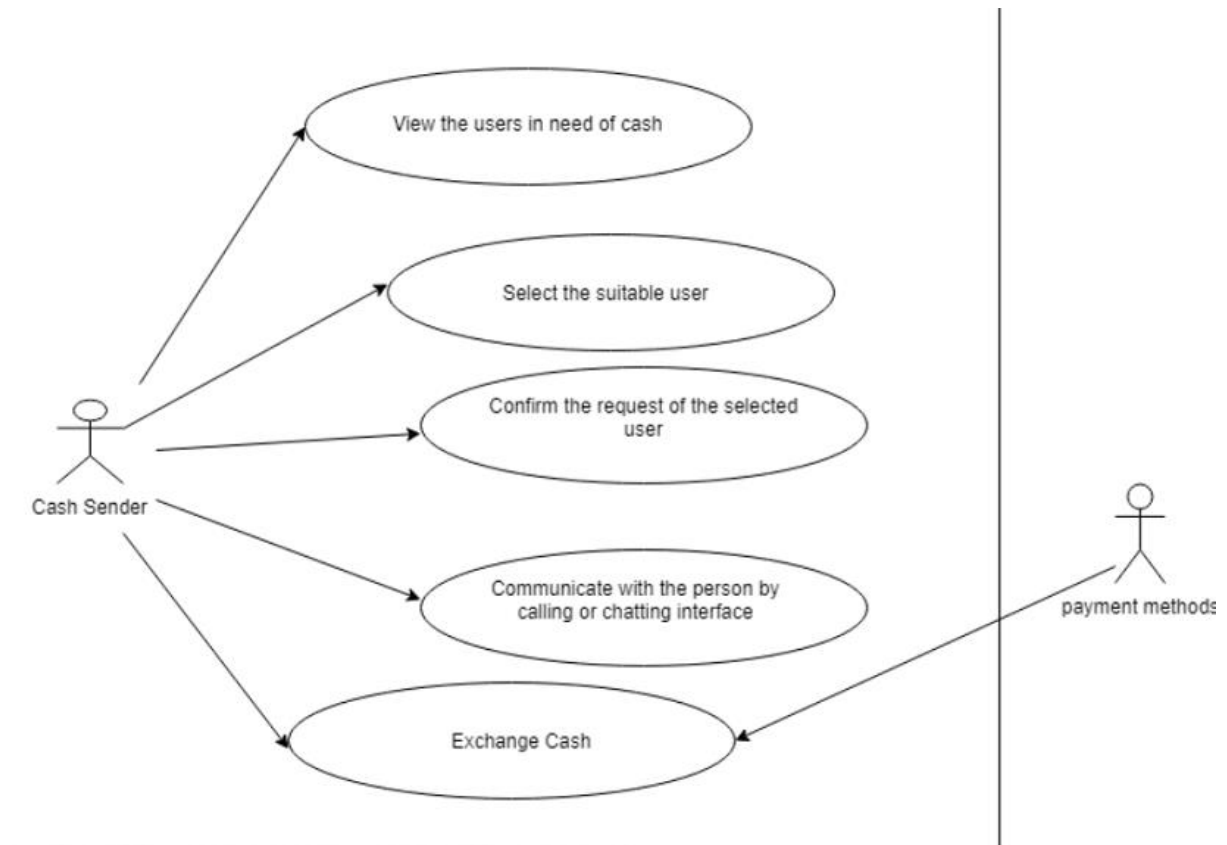 View the users in need of cash
Select the suitable user
Confirm the request of the selected
user
Cash Sender
payment methods
Communicate with the person by
calling or chatting interface
Exchange Cash